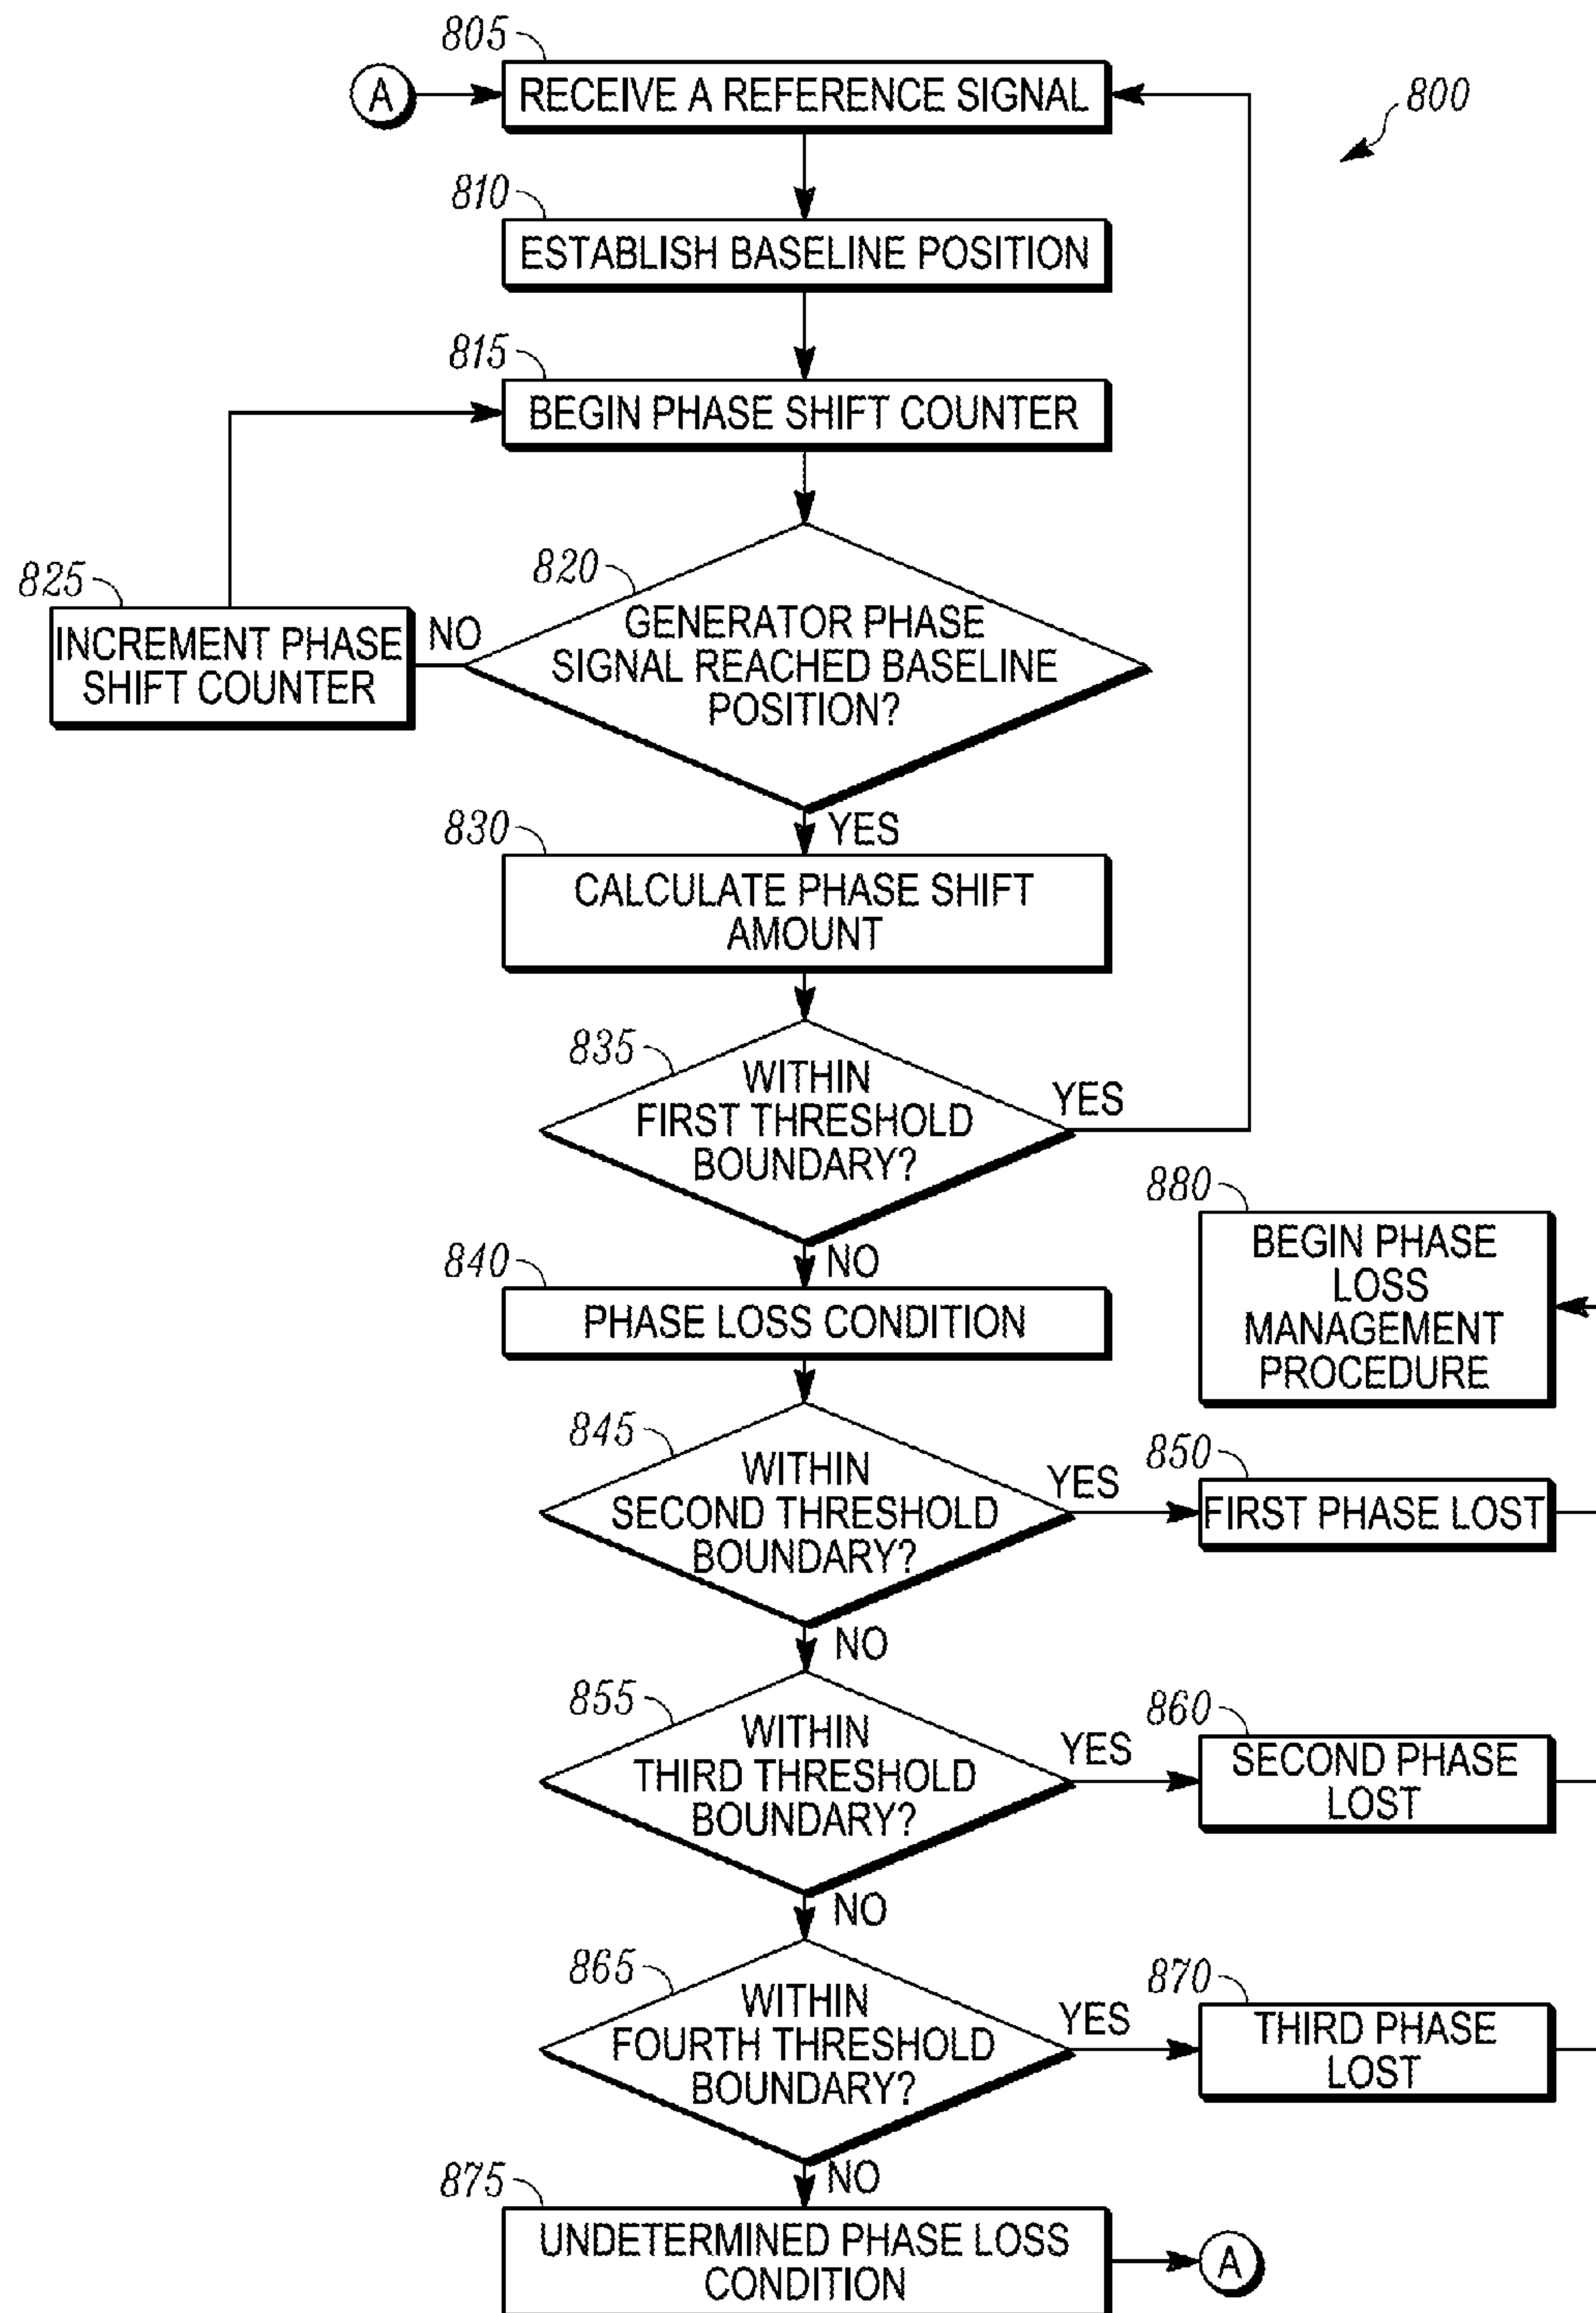 805
A
RECEIVE A REFERENCE SIGNAL
800
810
ESTABLISH BASELINE POSITION
815
BEGIN PHASE SHIFT COUNTER
820
GENERATOR PHASE
SIGNAL REACHED BASELINE
POSITION?
825
INCREMENT PHASE
SHIFT COUNTER
NO
YES
830
CALCULATE PHASE SHIFT
AMOUNT
835
WITHIN
FIRST THRESHOLD
BOUNDARY?
YES
NO
840
PHASE LOSS CONDITION
880
BEGIN PHASE
LOSS
MANAGEMENT
PROCEDURE
845
WITHIN
SECOND THRESHOLD
BOUNDARY?
YES
850
FIRST PHASE LOST
NO
855
WITHIN
THIRD THRESHOLD
BOUNDARY?
YES
860
SECOND PHASE
LOST
NO
865
WITHIN
FOURTH THRESHOLD
BOUNDARY?
YES
870
THIRD PHASE
LOST
NO
875
UNDETERMINED PHASE LOSS
CONDITION
A